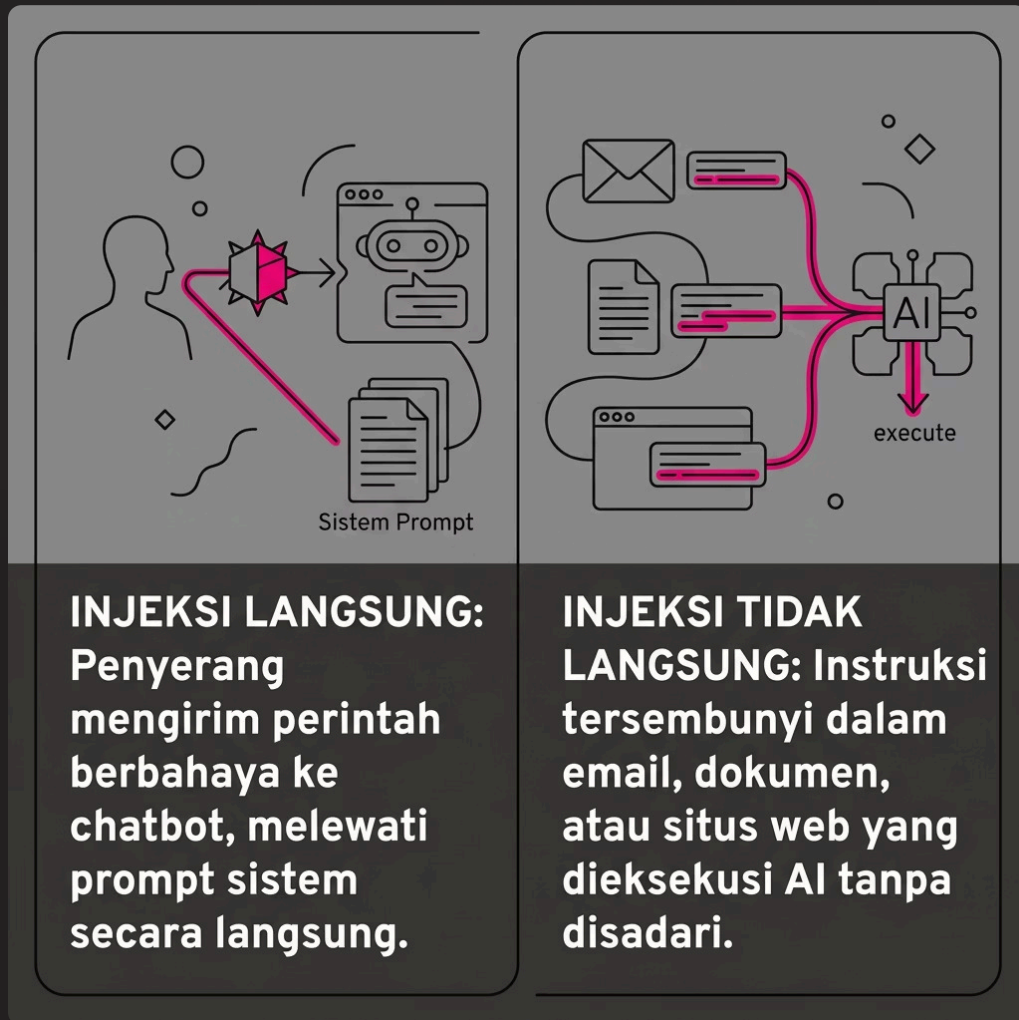 Sistem Prompt
INJEKSI LANGSUNG:
Penyerang
mengirim perintah
berbahaya ke
chatbot, melewati
prompt sistem
secara langsung.
AI
execute
INJEKSI TIDAK
LANGSUNG: Instruksi
tersembunyi dalam
email, dokumen,
atau situs web yang
dieksekusi AI tanpa
disadari.